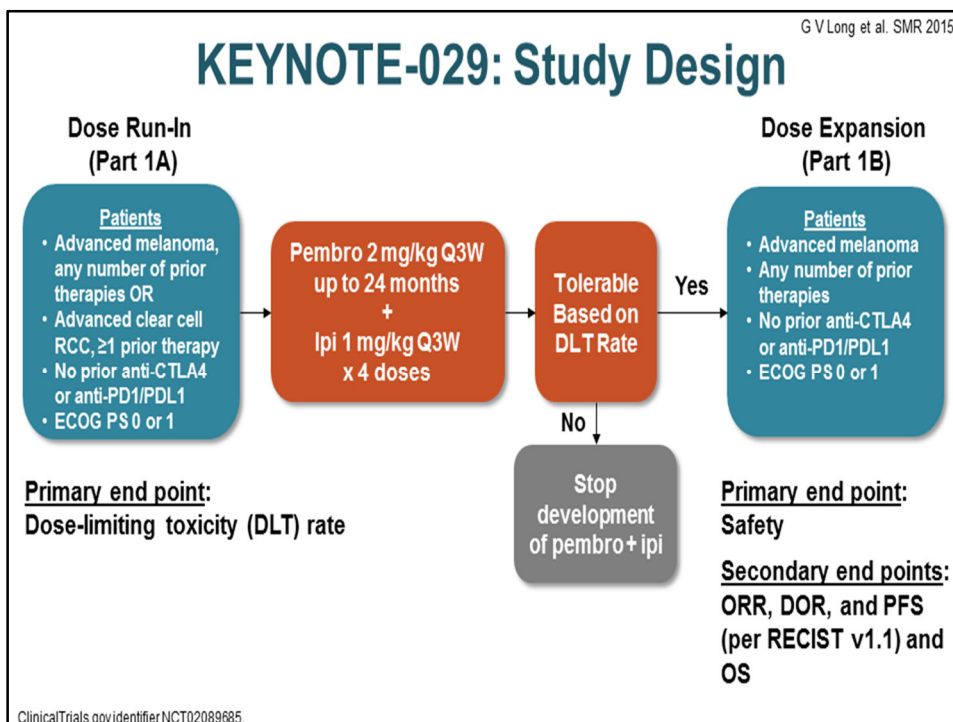 G V Long et al. SMR 2015
KEYNOTE-029: Study Design
Dose Run-In
(Part 1A)
Patients
• Advanced melanoma,
any number of prior
therapies OR
• Advanced clear cell
RCC, ≥1 prior therapy
• No prior anti-CTLA4
or anti-PD1/PDL1
• ECOG PS 0 or 1
Primary end point:
Dose-limiting toxicity (DLT) rate
Pembro 2 mg/kg Q3W
up to 24 months
+
Ipi 1 mg/kg Q3W
x 4 doses
Tolerable
Based on
DLT Rate
Yes
No
Stop
development
of pembro + ipi
Dose Expansion
(Part 1B)
Patients
• Advanced melanoma
• Any number of prior
therapies
• No prior anti-CTLA4
or anti-PD1/PDL1
• ECOG PS 0 or 1
Primary end point:
Safety
Secondary end points:
ORR, DOR, and PFS
(per RECIST v1.1) and
OS
ClinicalTrials.gov identifier NCT02089685.